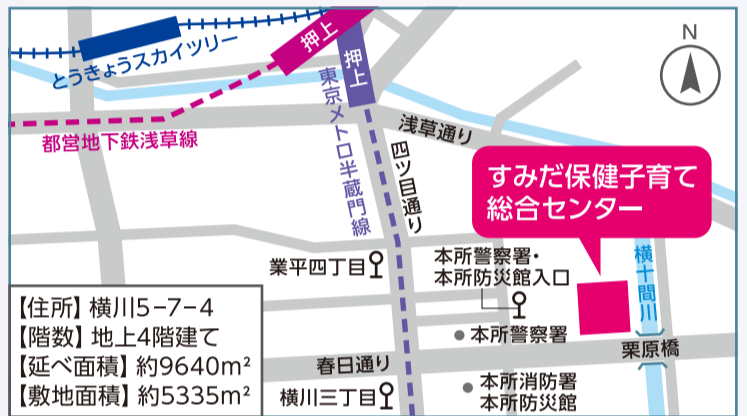 とうきょうスカイツリー
押上
押上
N
都営地下鉄浅草線
東京メトロ半蔵門線
浅草通り
四ツ目通り
すみだ保健子育て
総合センター
業平四丁目
本所警察署・
本所防災館入口
横十間川
本所警察署
栗原橋
春日通り
横川三丁目
本所消防署
本所防災館
【住所】横川5-7-4
【階数】地上4階建て
【延べ面積】約9640m²
【敷地面積】約5335m²